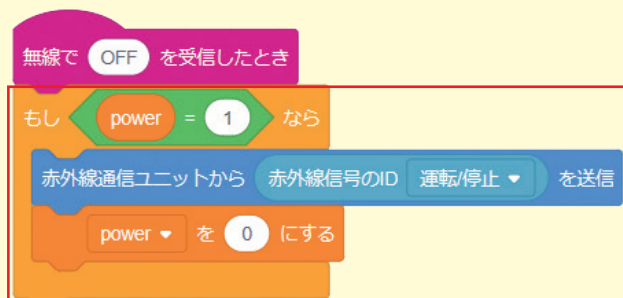 無線で OFF を受信したとき
もし power = 1 なら
赤外線通信ユニットから 赤外線信号のID 運転/停止 を送信
power を 0 にする